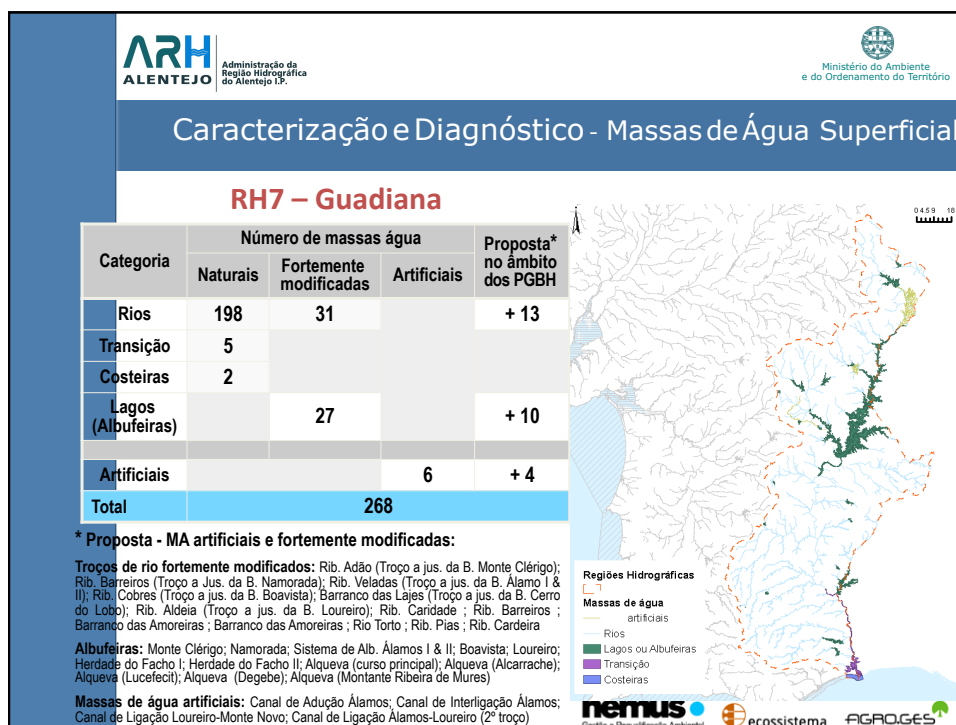 ARH
ALENTEJO
Administração da
Região Hidrográfica
do Alentejo I.P.
Ministério do Ambiente
e do Ordenamento do Território
Caracterização e Diagnóstico - Massas de Água Superficial
RH7 – Guadiana
Categoria
Número de massas água
Proposta*
no âmbito
dos PGBH
Naturais
Fortemente
modificadas
Artificiais
Rios 198 31 + 13
Transição 5
Costeiras 2
Lagos
(Albufeiras) 27 + 10
Artificiais 6 + 4
Total 268
* Proposta - MA artificiais e fortemente modificadas:
Troços de rio fortemente modificados: Rib. Adão (Troço a jus. da B. Monte Clérigo);
Rib. Barreiros (Troço a Jus. da B. Namorada); Rib. Veladas (Troço a jus. da B. Álamo I &
II); Rib. Cobres (Troço a jus. da B. Boavista); Barranco das Lajes (Troço a jus. da B. Cerro
do Lobo); Rib. Aldeia (Troço a jus. da B. Loureiro); Rib. Caridade ; Rib. Barreiros ;
Barranco das Amoreiras ; Barranco das Amoreiras ; Rio Torto ; Rib. Pias ; Rib. Cardeira
Albufeiras: Monte Clérigo; Namorada; Sistema de Alb. Álamos I & II; Boavista; Loureiro;
Herdade do Facho I; Herdade do Facho II; Alqueva (curso principal); Alqueva (Alcarrache);
Alqueva (Lucefecit); Alqueva (Degebe); Alqueva (Montante Ribeira de Mures)
Massas de água artificiais: Canal de Adução Álamos; Canal de Interligação Álamos;
Canal de Ligação Loureiro-Monte Novo; Canal de Ligação Álamos-Loureiro (2º troço)
0 4.5 9 18
Regiões Hidrográficas
Massas de água
artificiais
Rios
Lagos ou Albufeiras
Transição
Costeiras
nemus
Gestão e Requalificação Ambiental
ecossistema
AGRO.GES